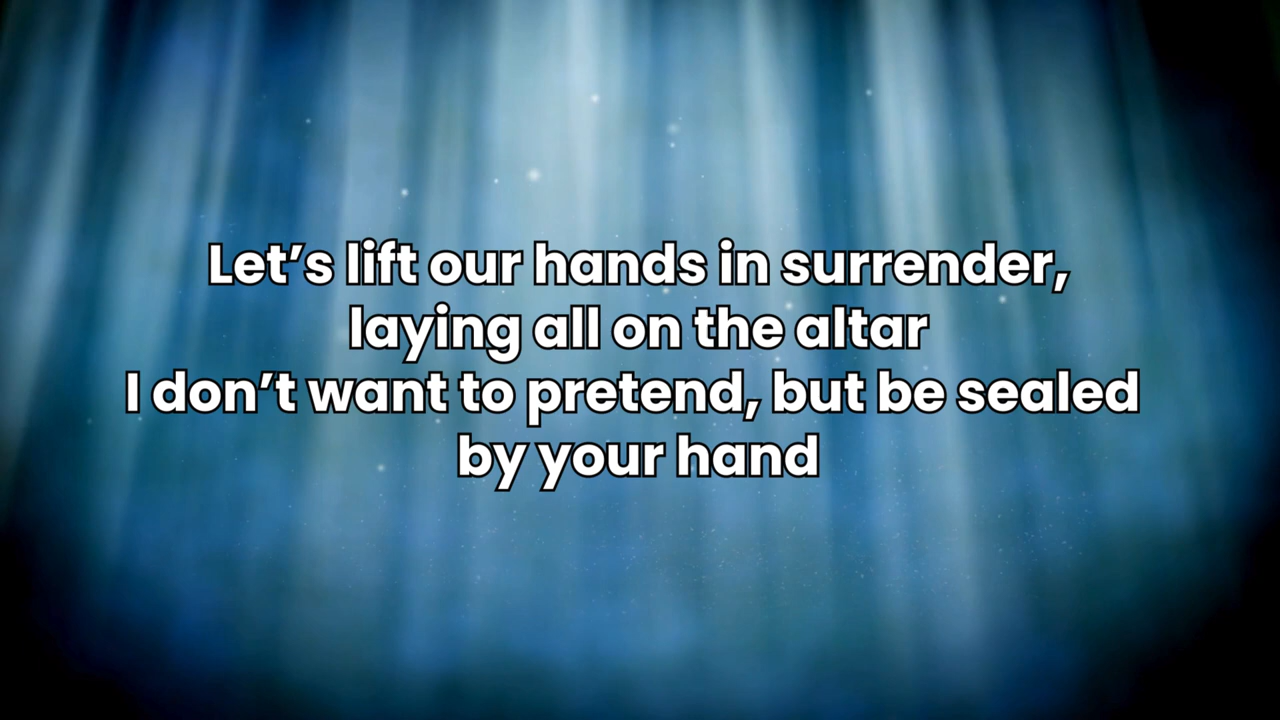 Let’s lift our hands in surrender,
laying all on the altar
I don’t want to pretend, but be sealed
by your hand